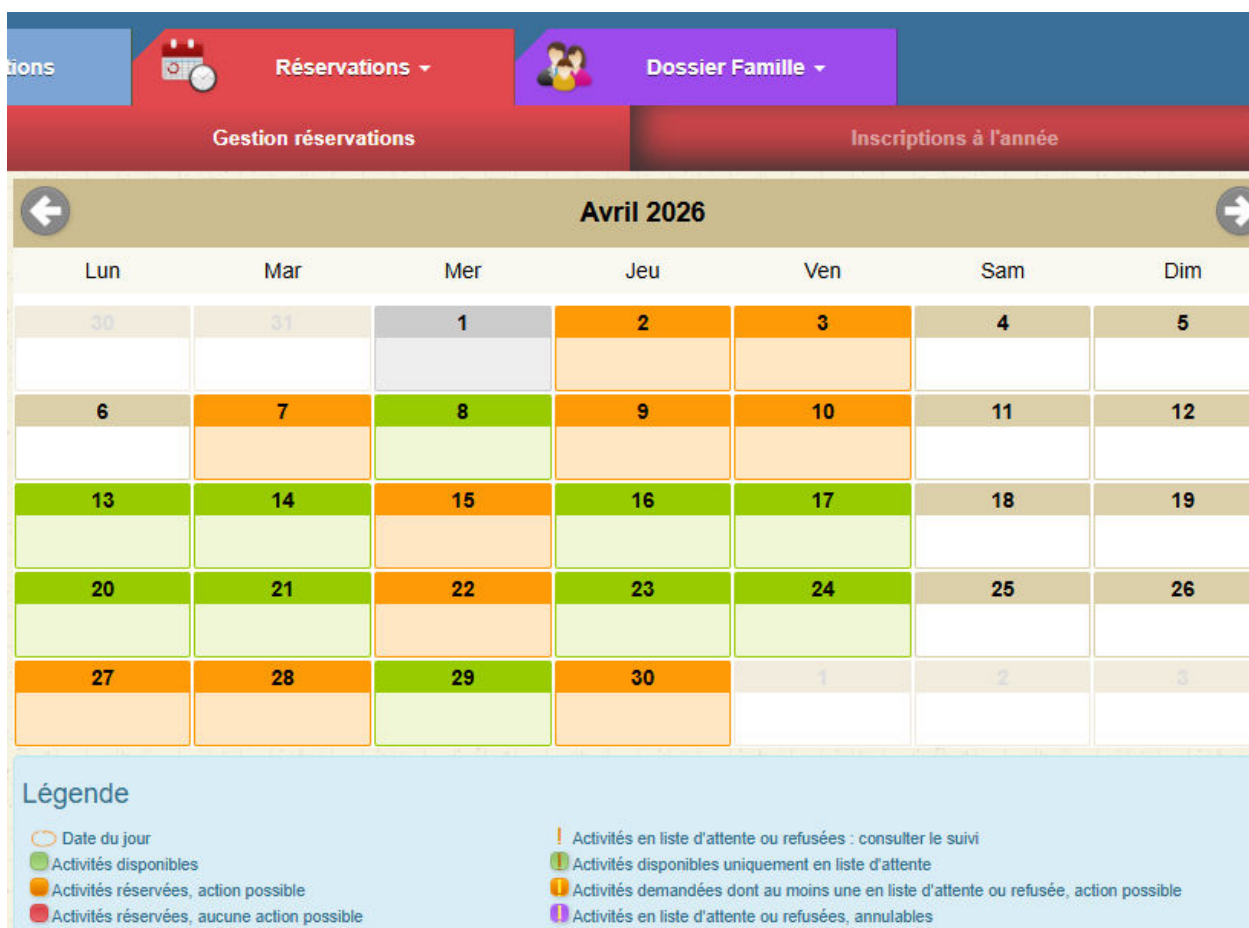 tions Réservations Dossier Famille
Gestion réservations Inscriptions à l'année
Avril 2026
Lun Mar Mer Jeu Ven Sam Dim
30 31 1 2 3 4 5
6 7 8 9 10 11 12
13 14 15 16 17 18 19
20 21 22 23 24 25 26
27 28 29 30 1 2 3
Légende
Date du jour
Activités disponibles
Activités réservées, action possible
Activités réservées, aucune action possible
! Activités en liste d'attente ou refusées : consulter le suivi
! Activités disponibles uniquement en liste d'attente
! Activités demandées dont au moins une en liste d'attente ou refusée, action possible
! Activités en liste d'attente ou refusées, annulables